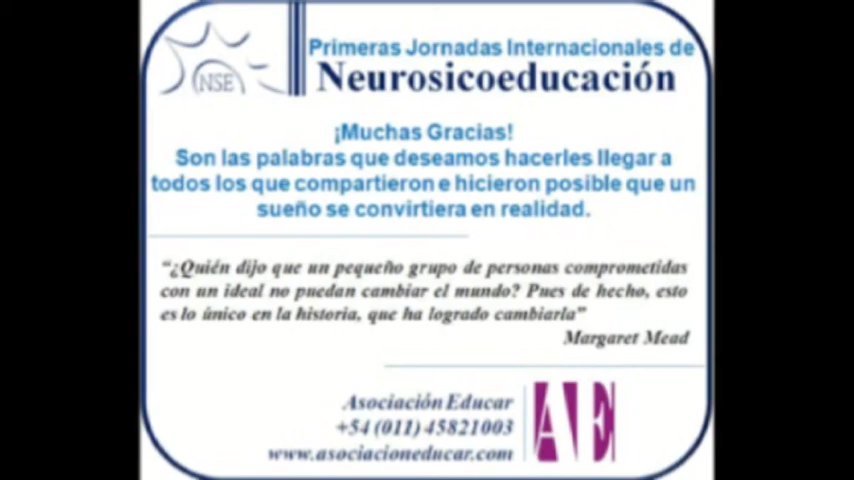 NSE
Primeras Jornadas Internacionales de
Neurosicoeducación
¡Muchas Gracias!
Son las palabras que deseamos hacerles llegar a
todos los que compartieron e hicieron posible que un
sueño se convirtiera en realidad.
“¿Quién dijo que un pequeño grupo de personas comprometidas
con un ideal no puedan cambiar el mundo? Pues de hecho, esto
es lo único en la historia, que ha logrado cambiarla”
Margaret Mead
Asociación Educar
+54 (011) 45821003
www.asociacioneducar.com
AE